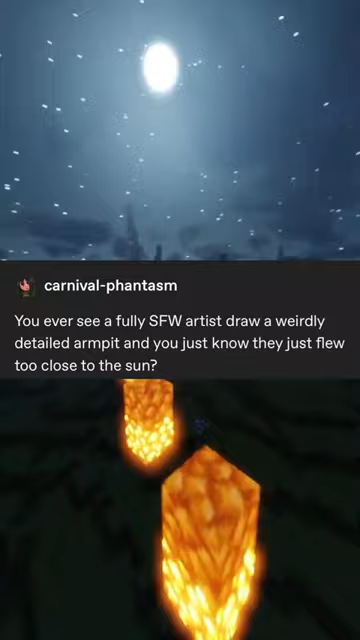 carnival-phantasm
You ever see a fully SFW artist draw a weirdly
detailed armpit and you just know they just flew
too close to the sun?